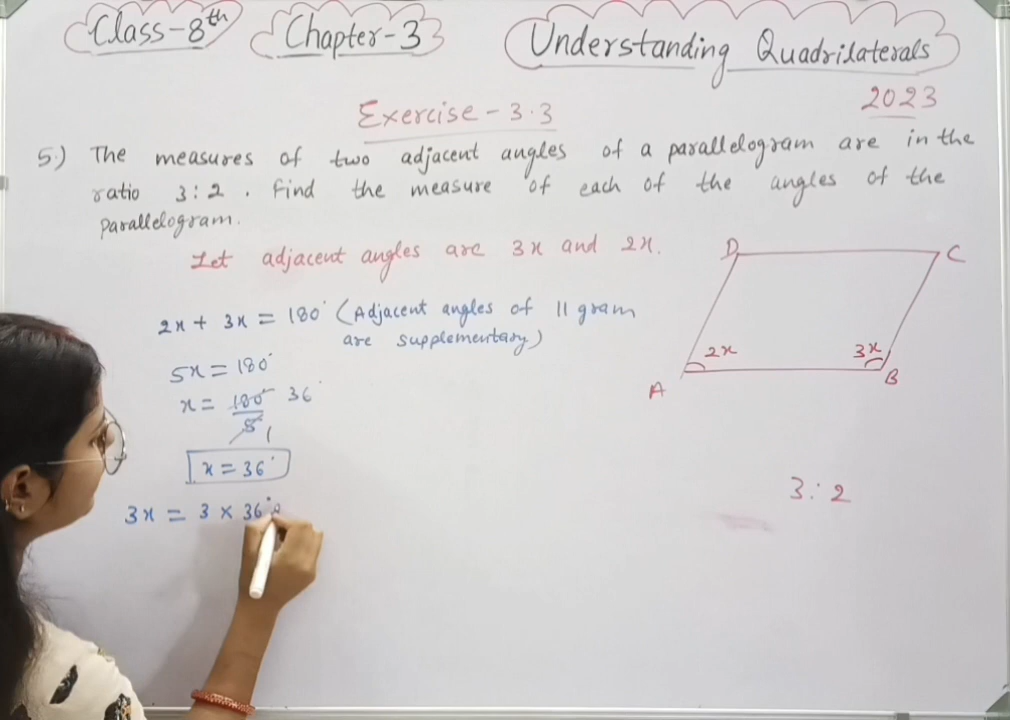 Class-8th Chapter-3 Understanding Quadrilaterals
2023
Exercise-3.3
5.) The measures of two adjacent angles of a parallelogram are in the
ratio 3:2. Find the measure of each of the angles of the
parallelogram.
Let adjacent angles are 3x and 2x.
2x + 3x = 180° (Adjacent angles of 11 gram
are supplementary)
5x = 180°
x = 180° 36°
5 1
x = 36°
3x = 3 × 36°
D C
2x 3x
A B
3:2